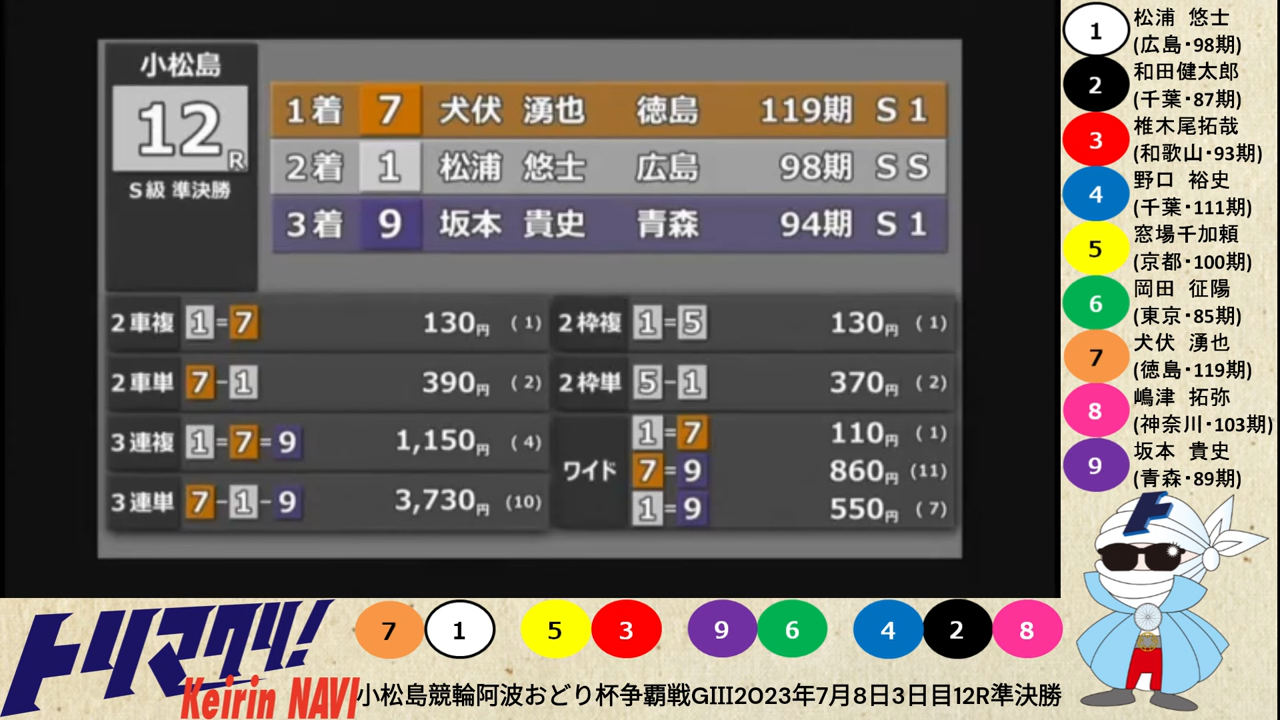 小松島
12R
S級 準決勝
1着 7 犬伏 湧也 徳島 119期 S1
2着 1 松浦 悠士 広島 98期 SS
3着 9 坂本 貴史 青森 94期 S1
2車複 1=7 130円 (1)
2車単 7-1 390円 (2)
3連複 1=7=9 1,150円 (4)
3連単 7-1-9 3,730円 (10)
2枠複 1=5 130円 (1)
2枠単 5-1 370円 (2)
ワイド
1=7 110円 (1)
7=9 860円 (11)
1=9 550円 (7)
1 松浦 悠士
(広島・98期)
2 和田健太郎
(千葉・87期)
3 椎木尾拓哉
(和歌山・93期)
4 野口 裕史
(千葉・111期)
5 窓場千加頼
(京都・100期)
6 岡田 征陽
(東京・85期)
7 犬伏 湧也
(徳島・119期)
8 嶋津 拓弥
(神奈川・103期)
9 坂本 貴史
(青森・89期)
トリマクリ!
Keirin NAVI
7 1 5 3 9 6 4 2 8
小松島競輪阿波おどり杯争覇戦GIII2023年7月8日3日目12R準決勝